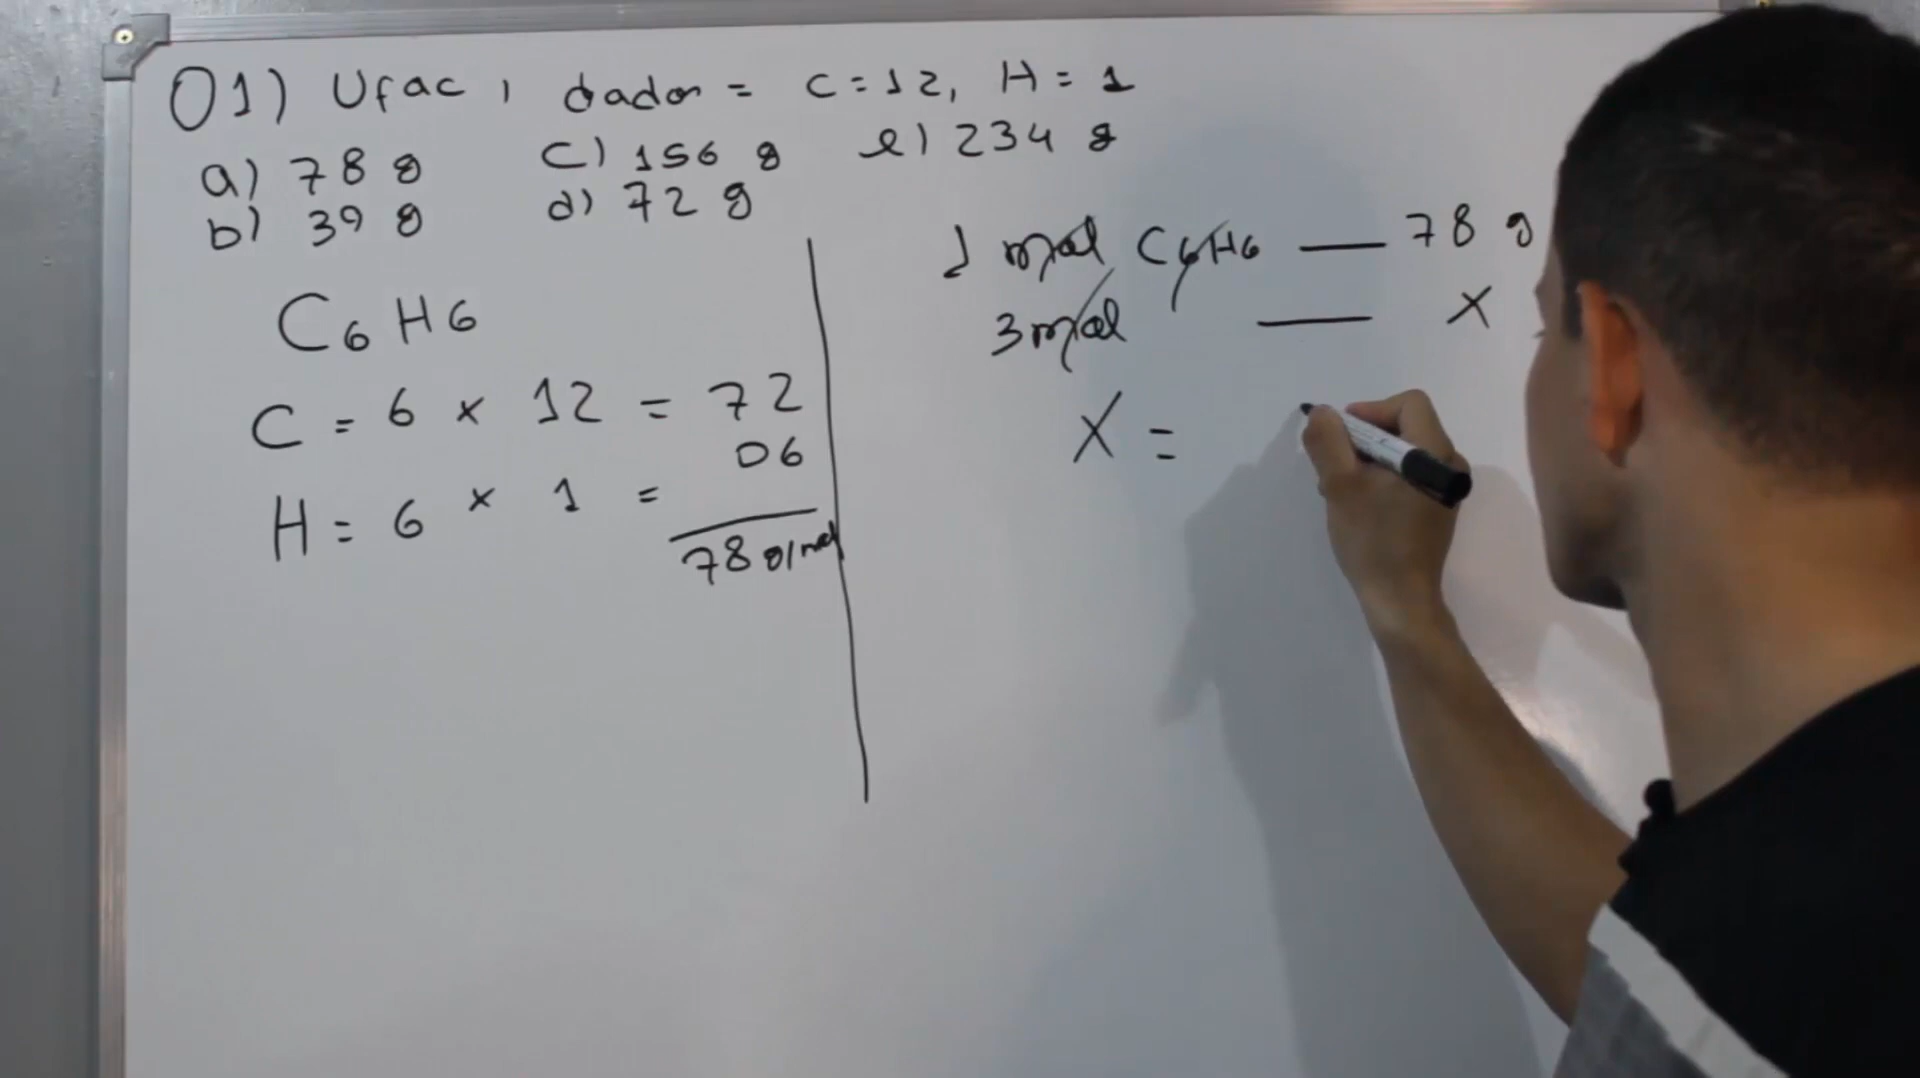 01) Ufac, dados = C = 12, H = 1
a) 78 g c) 156 g e) 234 g
b) 39 g d) 72 g
C6H6
C = 6 x 12 = 72
06
H = 6 x 1 =
78 g/mol
1 mol C6H6 — 78 g
3 mol — X
X =